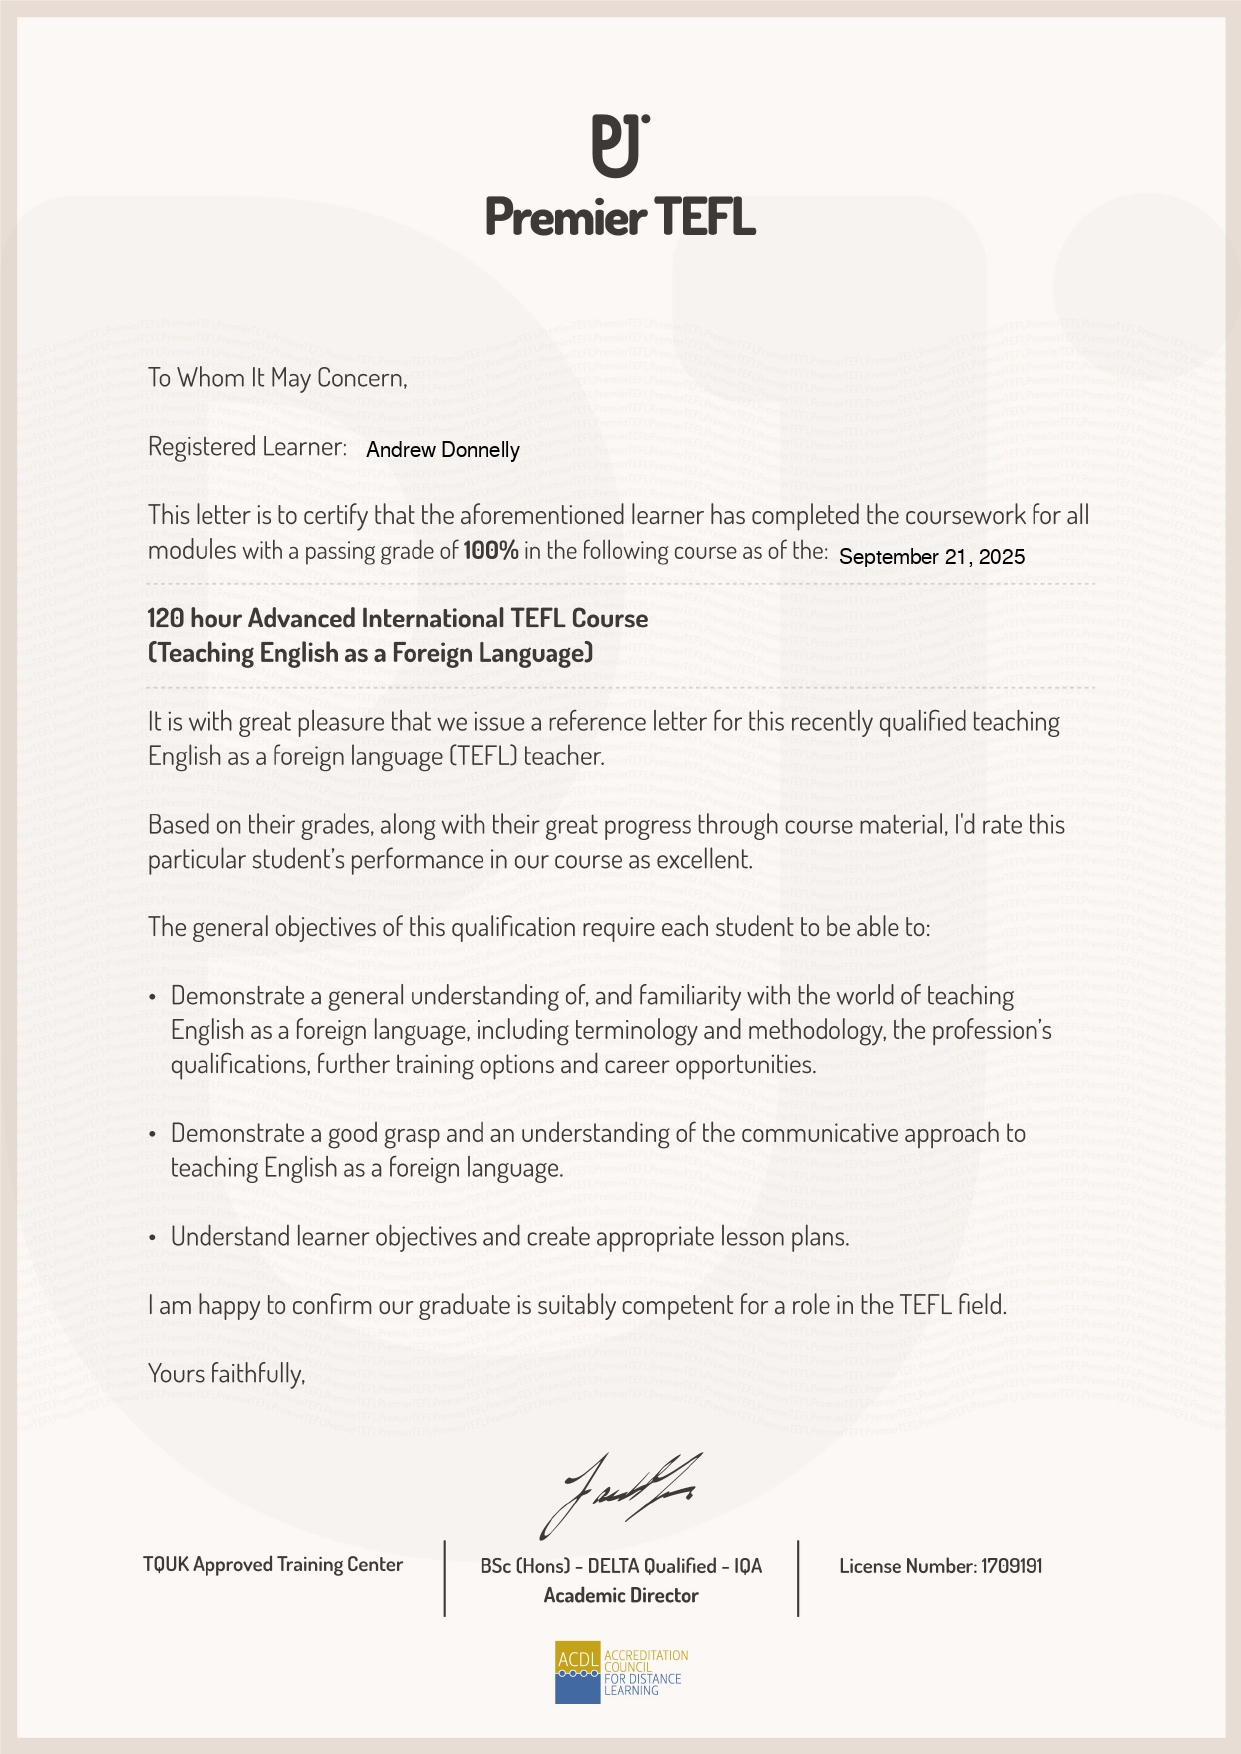 PJ
Premier TEFL
To Whom It May Concern,
Registered Learner: Andrew Donnelly
This letter is to certify that the aforementioned learner has completed the coursework for all
modules with a passing grade of 100% in the following course as of the: September 21, 2025
120 hour Advanced International TEFL Course
(Teaching English as a Foreign Language)
It is with great pleasure that we issue a reference letter for this recently qualified teaching
English as a foreign language (TEFL) teacher.
Based on their grades, along with their great progress through course material, I'd rate this
particular student’s performance in our course as excellent.
The general objectives of this qualification require each student to be able to:
• Demonstrate a general understanding of, and familiarity with the world of teaching
English as a foreign language, including terminology and methodology, the profession’s
qualifications, further training options and career opportunities.
• Demonstrate a good grasp and an understanding of the communicative approach to
teaching English as a foreign language.
• Understand learner objectives and create appropriate lesson plans.
I am happy to confirm our graduate is suitably competent for a role in the TEFL field.
Yours faithfully,
TQUK Approved Training Center
BSc (Hons) - DELTA Qualified - IQA
Academic Director
License Number: 1709191
ACDL
ACCREDITATION
COUNCIL
FOR DISTANCE
LEARNING